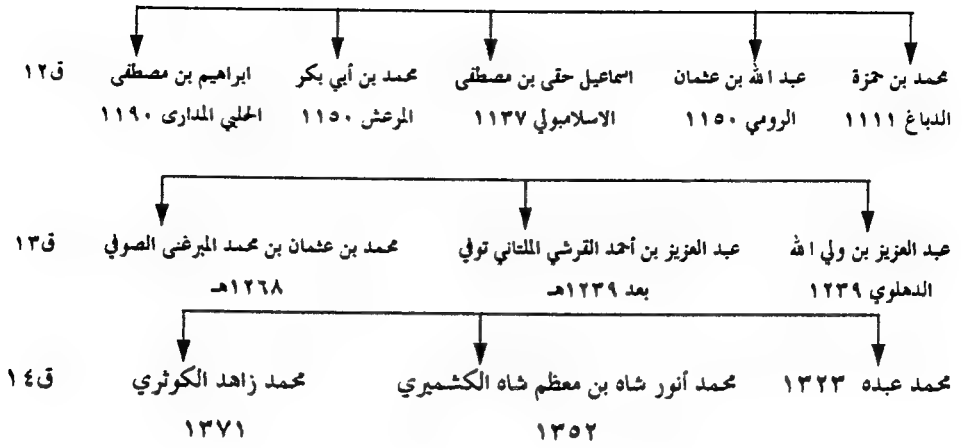 محمد بن حمزة عبد الله بن عثمان اسماعيل حقى بن مصطفى محمد بن أبي بكر ابراهيم بن مصطفى ق١٢
الدباغ ١١١١ الرومي ١١٥٠ الاسلامبولي ١١٣٧ المرعش ١١٥٠ الحلبي المدارى ١١٩٠
عبد العزيز بن ولي الله عبد العزيز بن أحمد القرشي الملتاني توفي محمد بن عثمان بن محمد الميرغنى الصوفي ق١٣
الدهلوي ١٢٣٩ بعد ١٢٣٩هـ ١٢٦٨هـ
محمد عبده ١٣٢٣ محمد أنور شاه بن معظم شاه الكشميري محمد زاهد الكوثري ق١٤
١٣٥٢ ١٣٧١